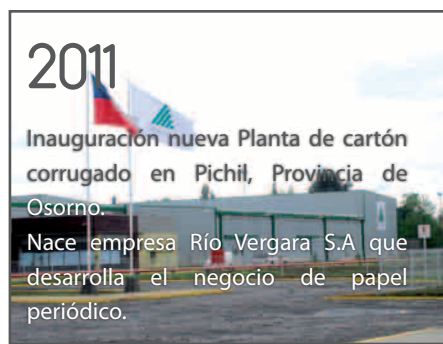 2011
Inauguración nueva Planta de cartón
corrugado en Pichil, Provincia de
Osorno.
Nace empresa Río Vergara S.A que
desarrolla el negocio de papel
periódico.